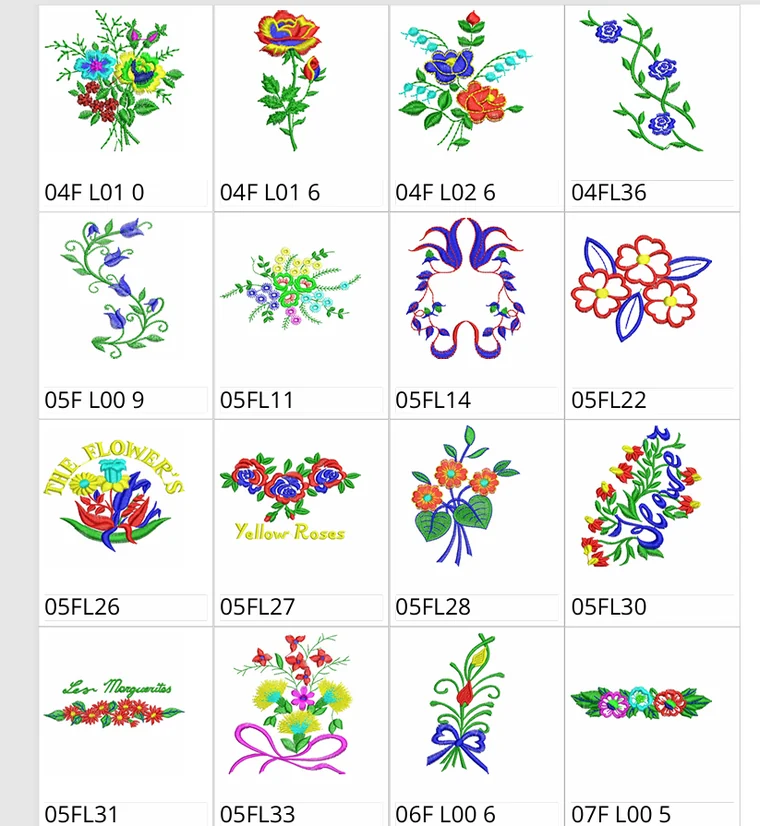 04F L01 0
04F L01 6
04F L02 6
04FL36
05F L00 9
05FL11
05FL14
05FL22
THE FLOWER'S
05FL26
Yellow Roses
05FL27
05FL28
05FL30
Les Marguerites
05FL31
05FL33
06F L00 6
07F L00 5